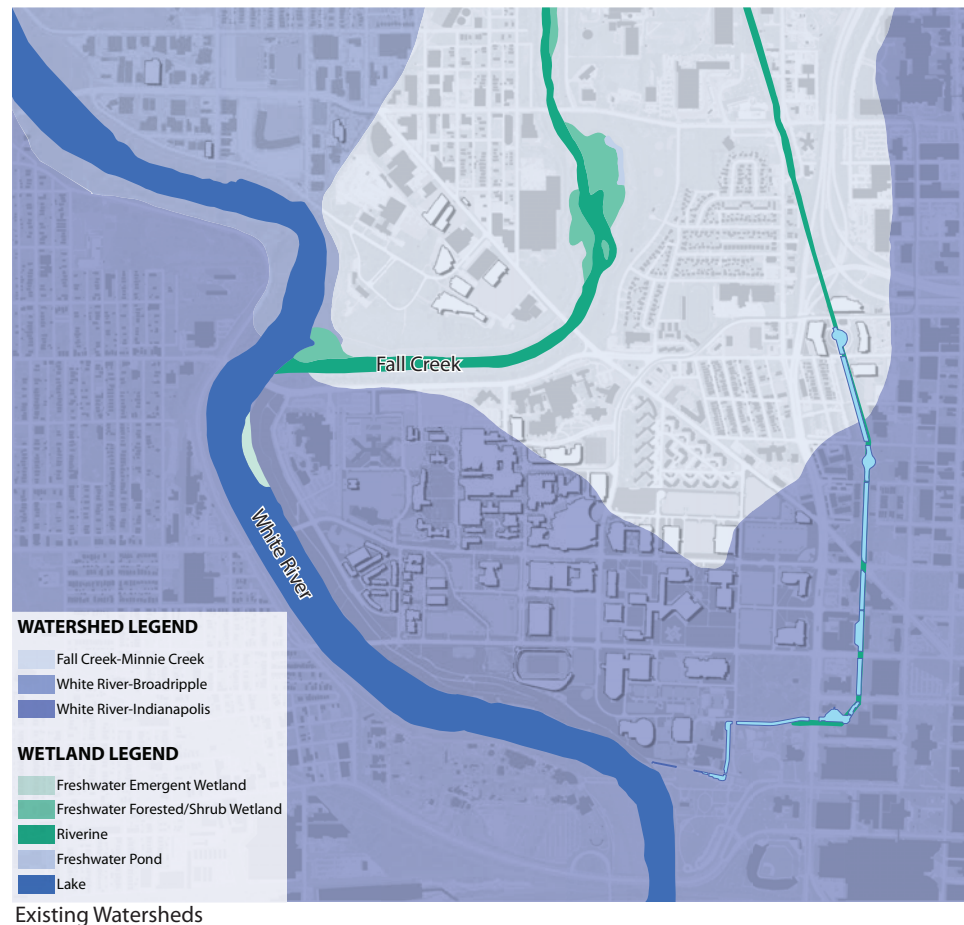 Fall Creek
White River
WATERSHED LEGEND
Fall Creek-Minnie Creek
White River-Broadripple
White River-Indianapolis
WETLAND LEGEND
Freshwater Emergent Wetland
Freshwater Forested/Shrub Wetland
Riverine
Freshwater Pond
Lake
Existing Watersheds